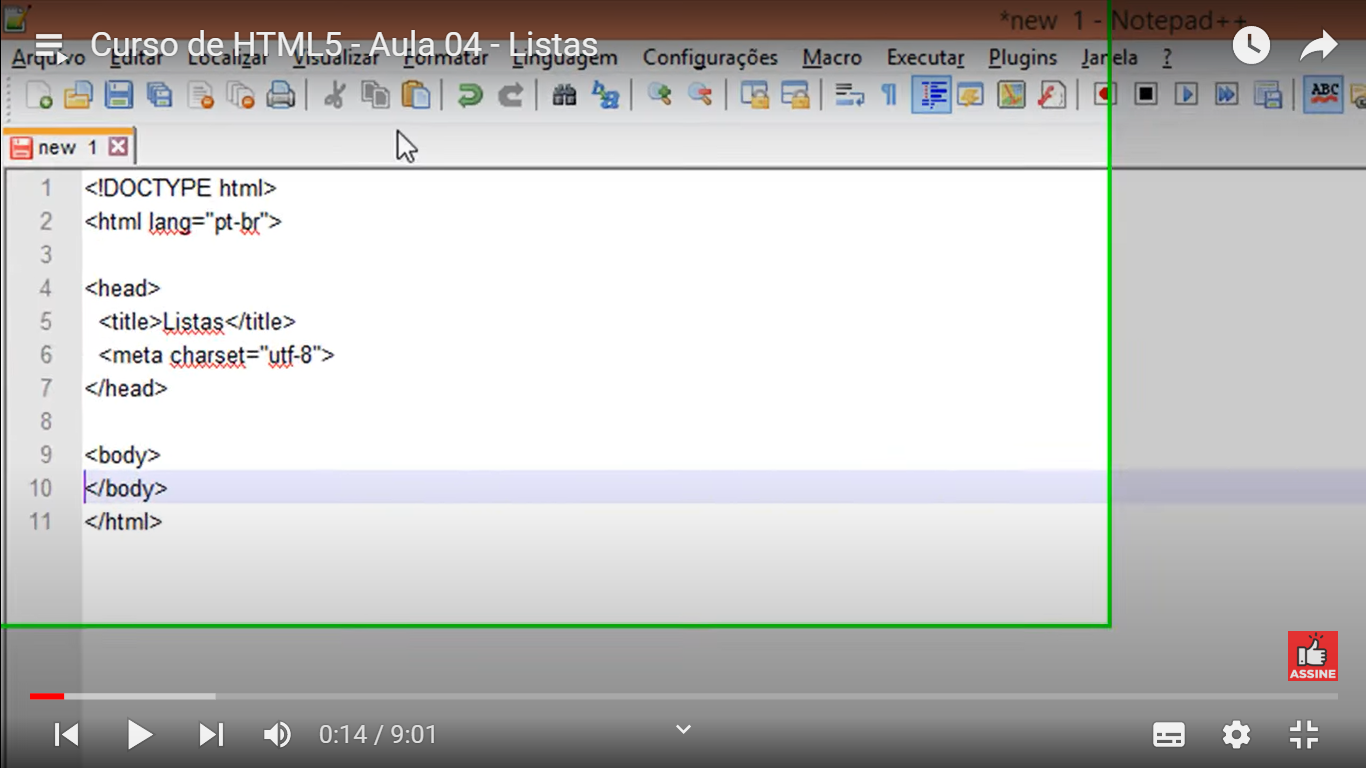 *new 1 - Notepad++
Curso de HTML5 - Aula 04 - Listas
Arquivo Editar Localizar Visualizar Formatar Linguagem Configurações Macro Executar Plugins Janela ?
ABC
new 1
1 <!DOCTYPE html>
2 <html lang="pt-br">
3
4 <head>
5 <title>Listas</title>
6 <meta charset="utf-8">
7 </head>
8
9 <body>
10 </body>
11 </html>
ASSINE
0:14 / 9:01